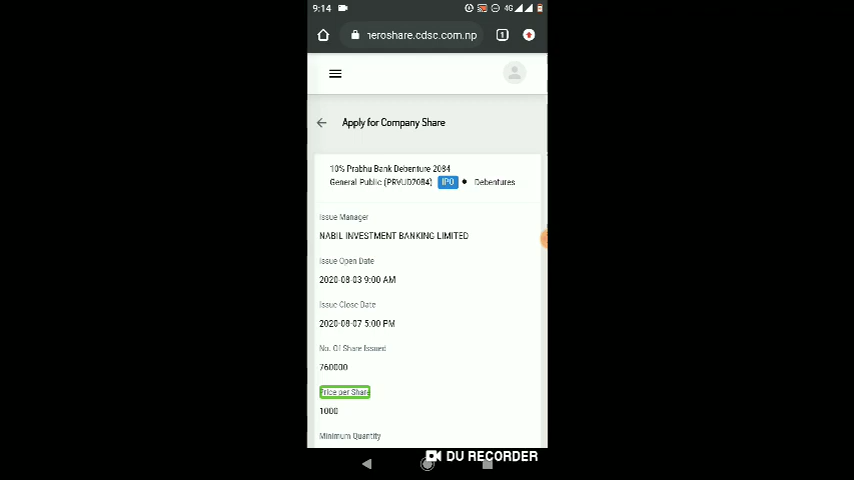 9:14
4G
neroshare.cdsc.com.np
1
Apply for Company Share
10% Prabhu Bank Debenture 2084
General Public (PRVUD2084) IPO • Debentures
Issue Manager
NABIL INVESTMENT BANKING LIMITED
Issue Open Date
2020-08-03 9:00 AM
Issue Close Date
2020-08-07 5:00 PM
No. Of Share Issued
760000
Price per Share
1000
Minimum Quantity
DU RECORDER